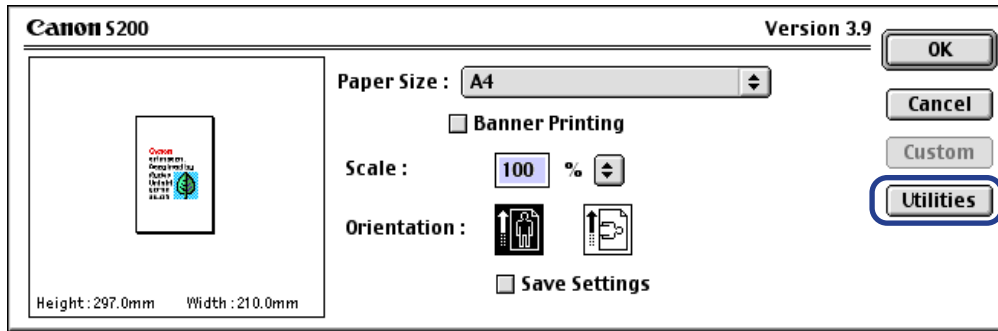 Canon S200
Version 3.9
OK
Paper Size : A4
Cancel
Banner Printing
Custom
Scale : 100 %
Utilities
Orientation :
Save Settings
Canon
Height:297.0mm Width:210.0mm